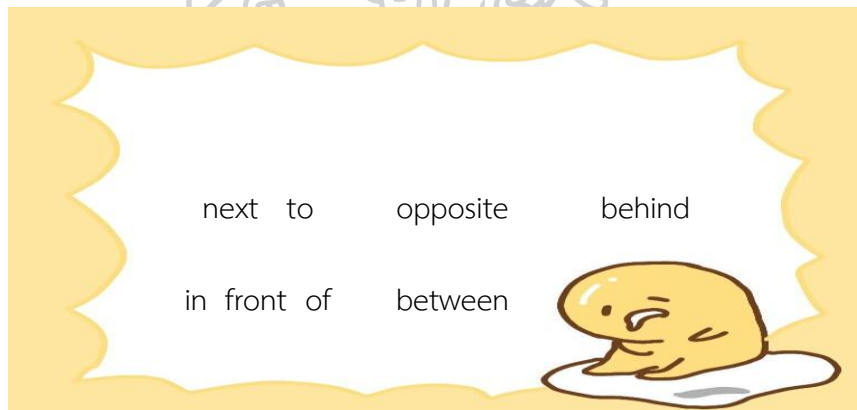 next to opposite behind
in front of between